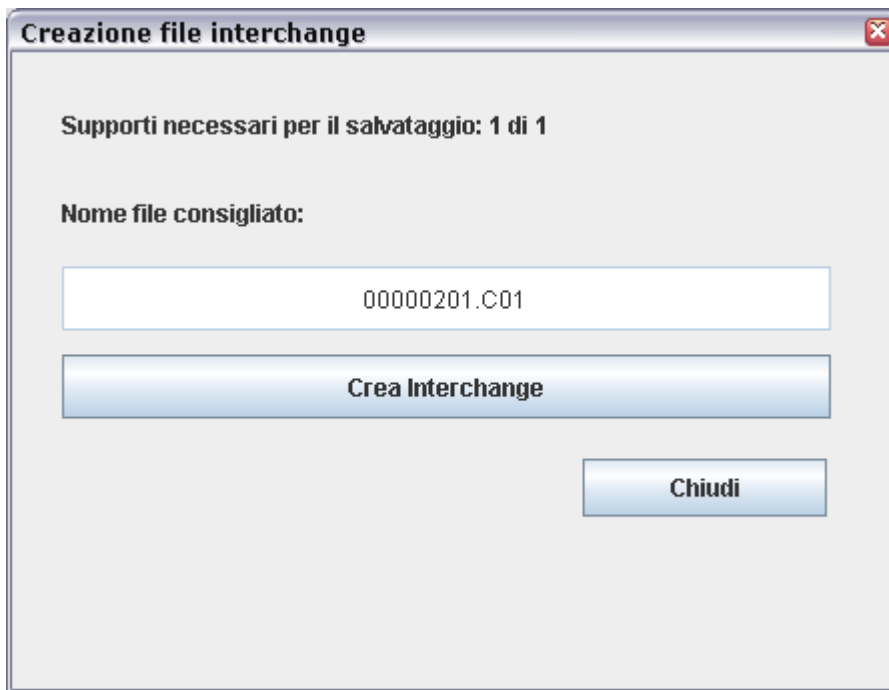 Creazione file interchange
Supporti necessari per il salvataggio: 1 di 1
Nome file consigliato:
00000201.C01
Crea Interchange
Chiudi